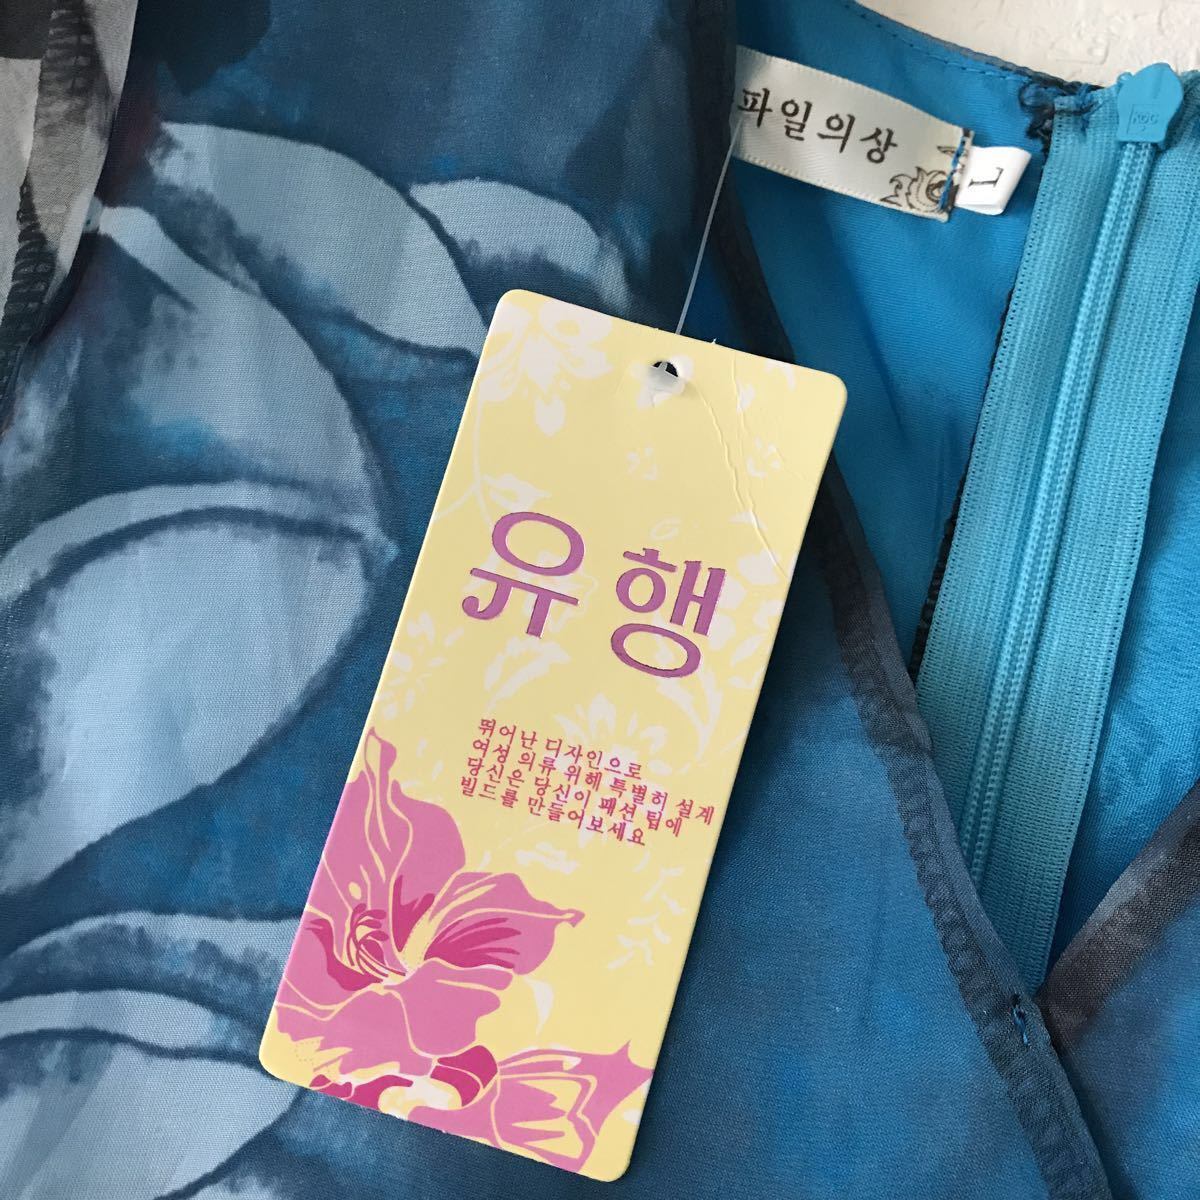 파일의상
L
KDC
유행
뛰어난 디자인으로
여성 의류 위해 특별히 설계
당신은 당신이 패션 팁에
빌드를 만들어보세요